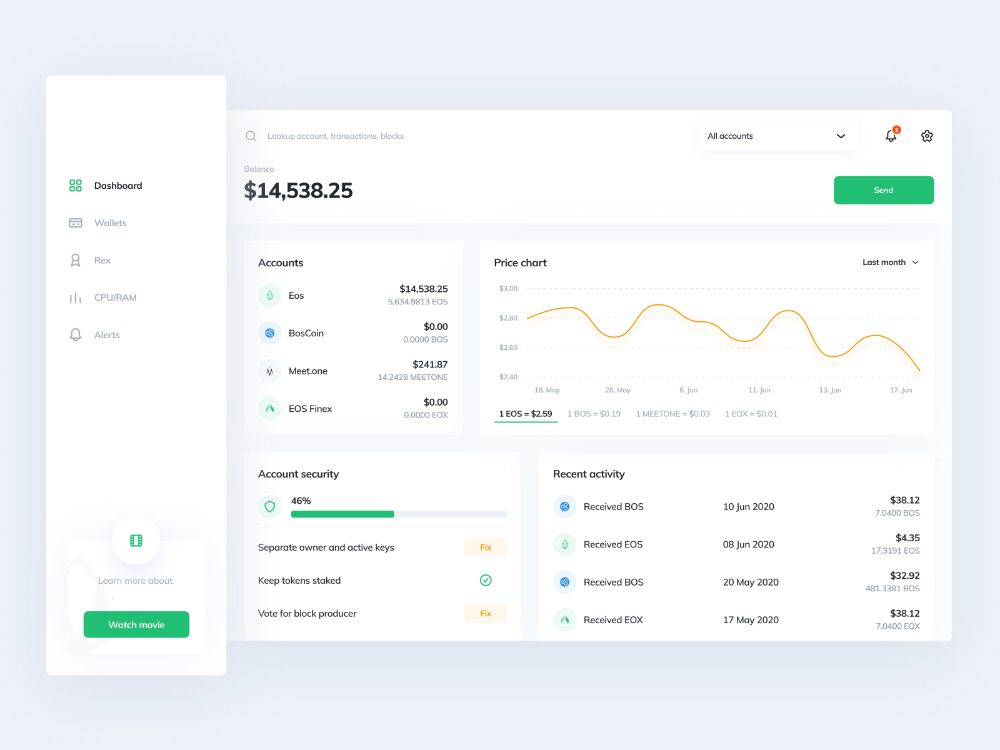 Dashboard
Wallets
Rex
CPU/RAM
Alerts
Learn more about
Watch movie
Lookup account, transactions, blocks
All accounts
3
Balance
$14,538.25
Send
Accounts
Eos
$14,538.25
5,634.9813 EOS
BosCoin
$0.00
0.0000 BOS
Meet.one
$241.87
14.2428 MEETONE
EOS Finex
$0.00
0.0000 EOX
Price chart
Last month
$3.00
$2.80
$2.60
$2.40
18. May 28. May 6. Jun 11. Jun 13. Jun 17. Jun
1 EOS = $2.59 1 BOS = $0.19 1 MEETONE = $0.03 1 EOX = $0.01
Account security
46%
Separate owner and active keys Fix
Keep tokens staked
Vote for block producer Fix
Recent activity
Received BOS 10 Jun 2020
$38.12
7.0400 BOS
Received EOS 08 Jun 2020
$4.35
17.3191 EOS
Received BOS 20 May 2020
$32.92
481.3381 BOS
Received EOX 17 May 2020
$38.12
7.0400 EOX